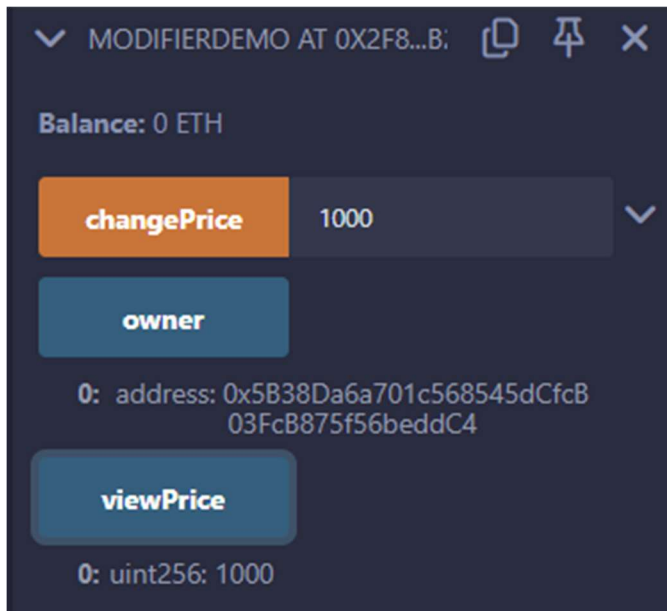 MODIFIERDEMO AT 0X2F8...B:
Balance: 0 ETH
changePrice 1000
owner
0: address: 0x5B38Da6a701c568545dCfcB
03FcB875f56beddC4
viewPrice
0: uint256: 1000